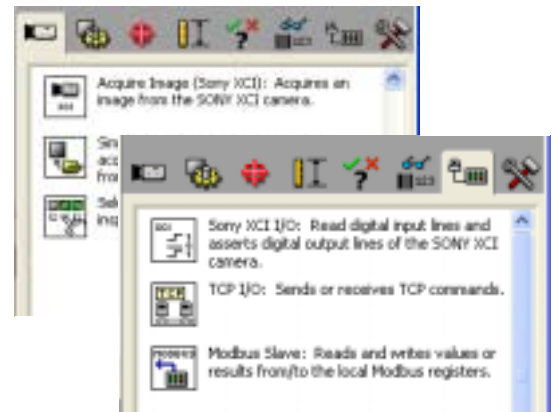 Acquire Image (Sony XCI): Acquires an
image from the SONY XCI camera.
Sony XCI I/O: Read digital input lines and
asserts digital output lines of the SONY XCI
camera.
TCP
TCP I/O: Sends or receives TCP commands.
MODBUS
Modbus Slave: Reads and writes values or
results from/to the local Modbus registers.